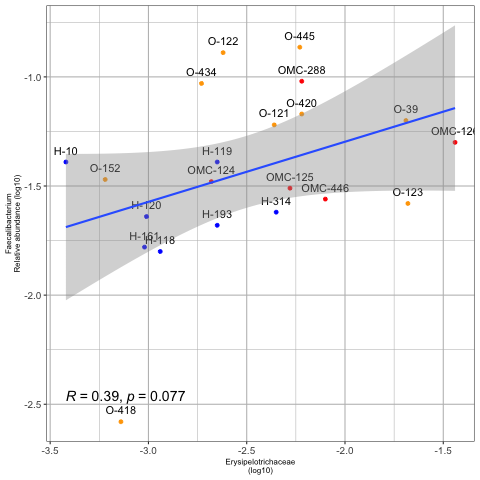 O-122
O-445
O-434
OMC-288
-1.0
O-420
O-39
O-121
OMC-126
H-10
H-119
O-152
OMC-124
OMC-125
-1.5
OMC-446
O-123
H-120
H-193
H-314
H-161
H-118
-2.0
R = 0.39, p = 0.077
O-418
-2.5
-3.5 -3.0 -2.5 -2.0 -1.5
Faecalibacterium
Relative abundance (log10)
Erysipelotrichaceae
(log10)